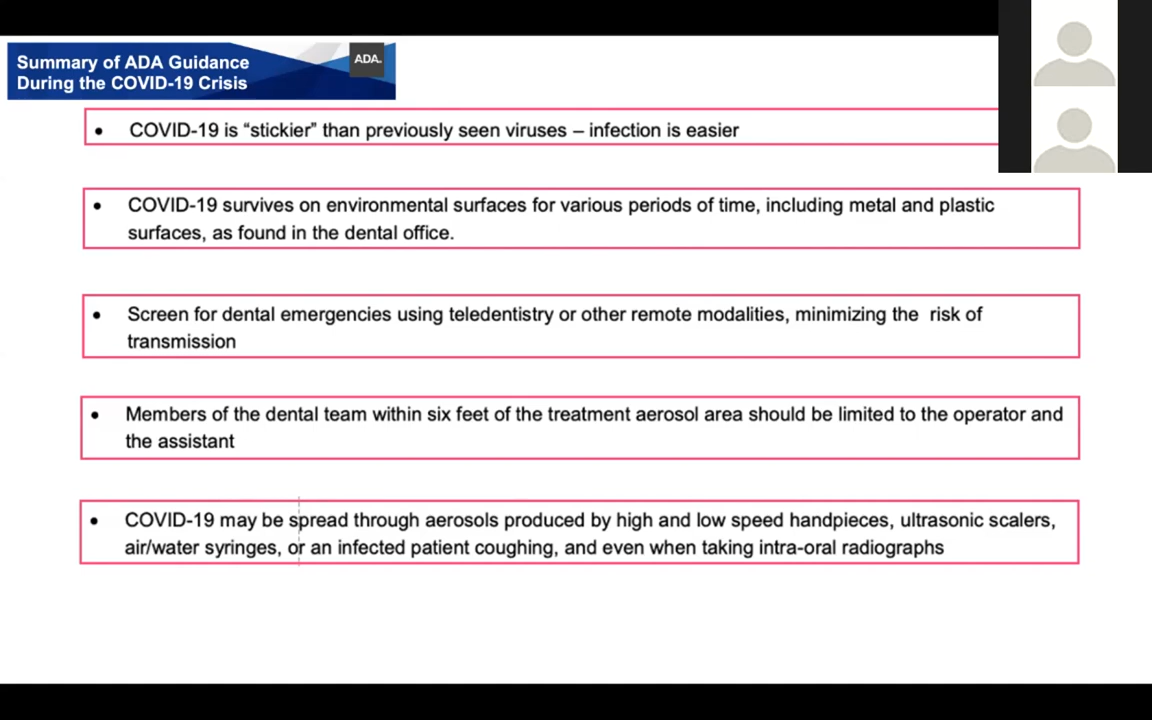 Summary of ADA Guidance
During the COVID-19 Crisis
ADA.
• COVID-19 is “stickier” than previously seen viruses – infection is easier
• COVID-19 survives on environmental surfaces for various periods of time, including metal and plastic
surfaces, as found in the dental office.
• Screen for dental emergencies using teledentistry or other remote modalities, minimizing the risk of
transmission
• Members of the dental team within six feet of the treatment aerosol area should be limited to the operator and
the assistant
• COVID-19 may be spread through aerosols produced by high and low speed handpieces, ultrasonic scalers,
air/water syringes, or an infected patient coughing, and even when taking intra-oral radiographs